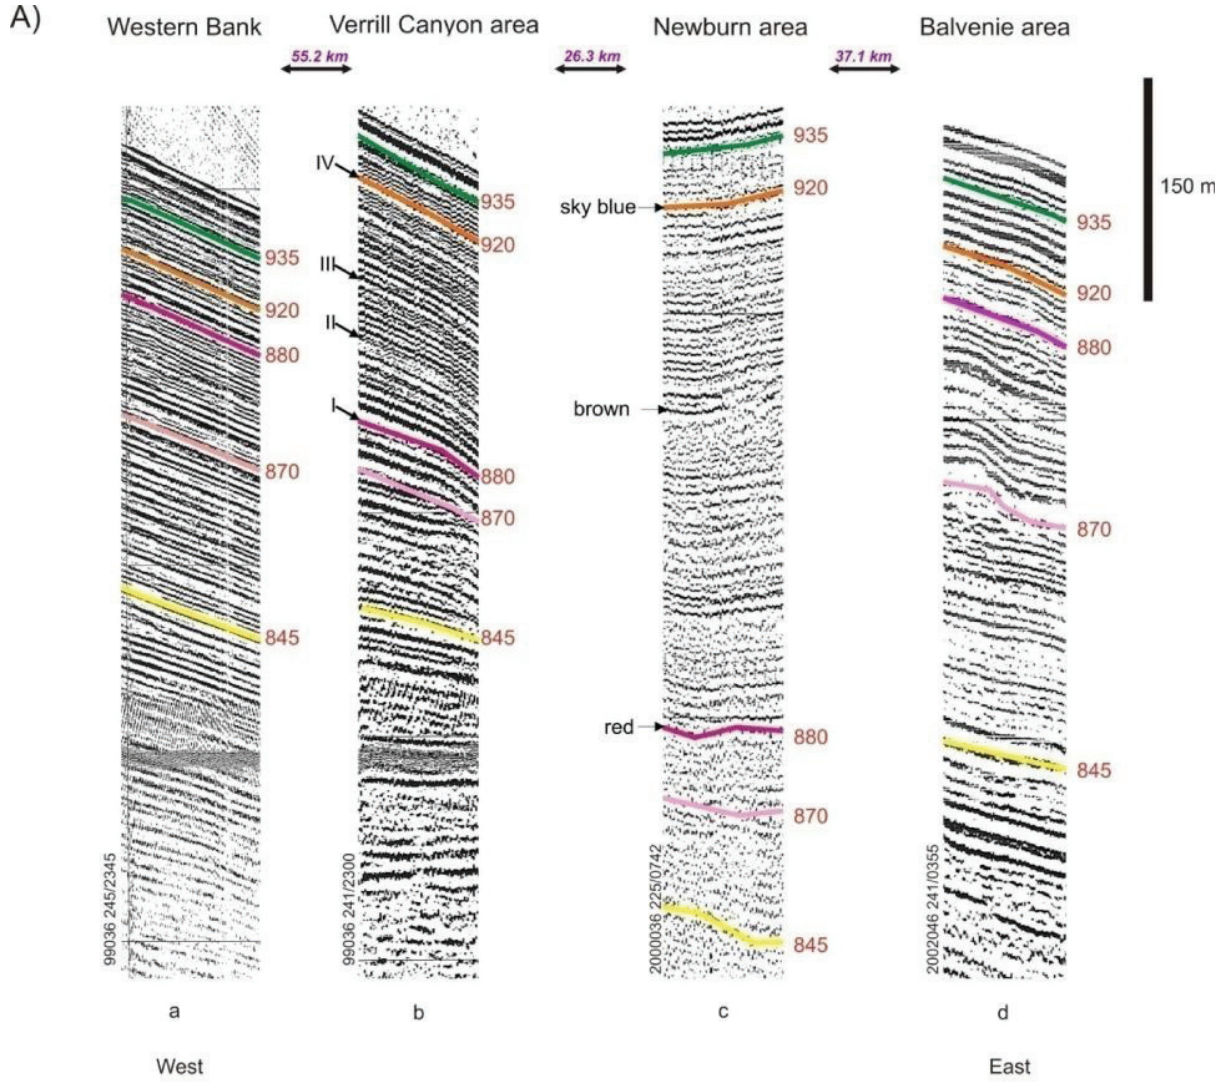 A)
Western Bank
Verrill Canyon area
Newburn area
Balvenie area
55.2 km
26.3 km
37.1 km
150 m
935
920
880
870
845
99036 245/2345
a
IV
III
II
I
935
920
880
870
845
99036 241/2300
b
sky blue
brown
red
935
920
880
870
845
2000036 225/0742
c
935
920
880
870
845
2002046 241/0355
d
West
East